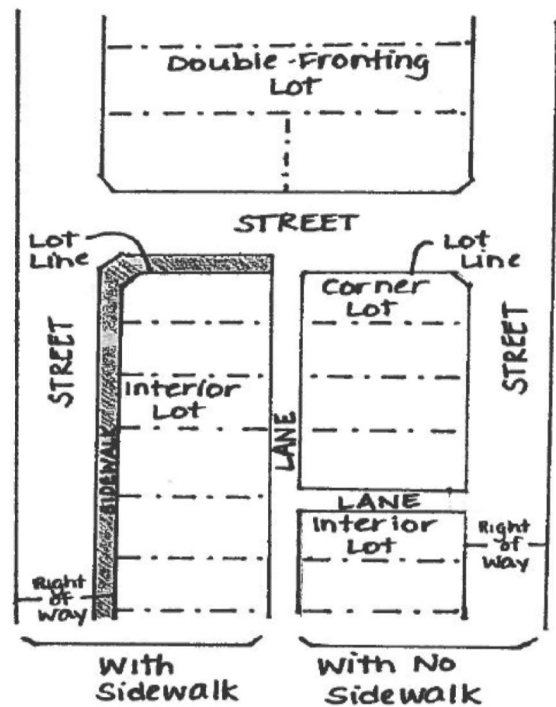 Double-Fronting
Lot
STREET
Lot
Line
Lot
Line
Corner
Lot
STREET
STREET
Interior
Lot
SIDEWALK
LANE
LANE
Interior
Lot
Right
of
Way
Right
of
Way
With
Sidewalk
With No
Sidewalk